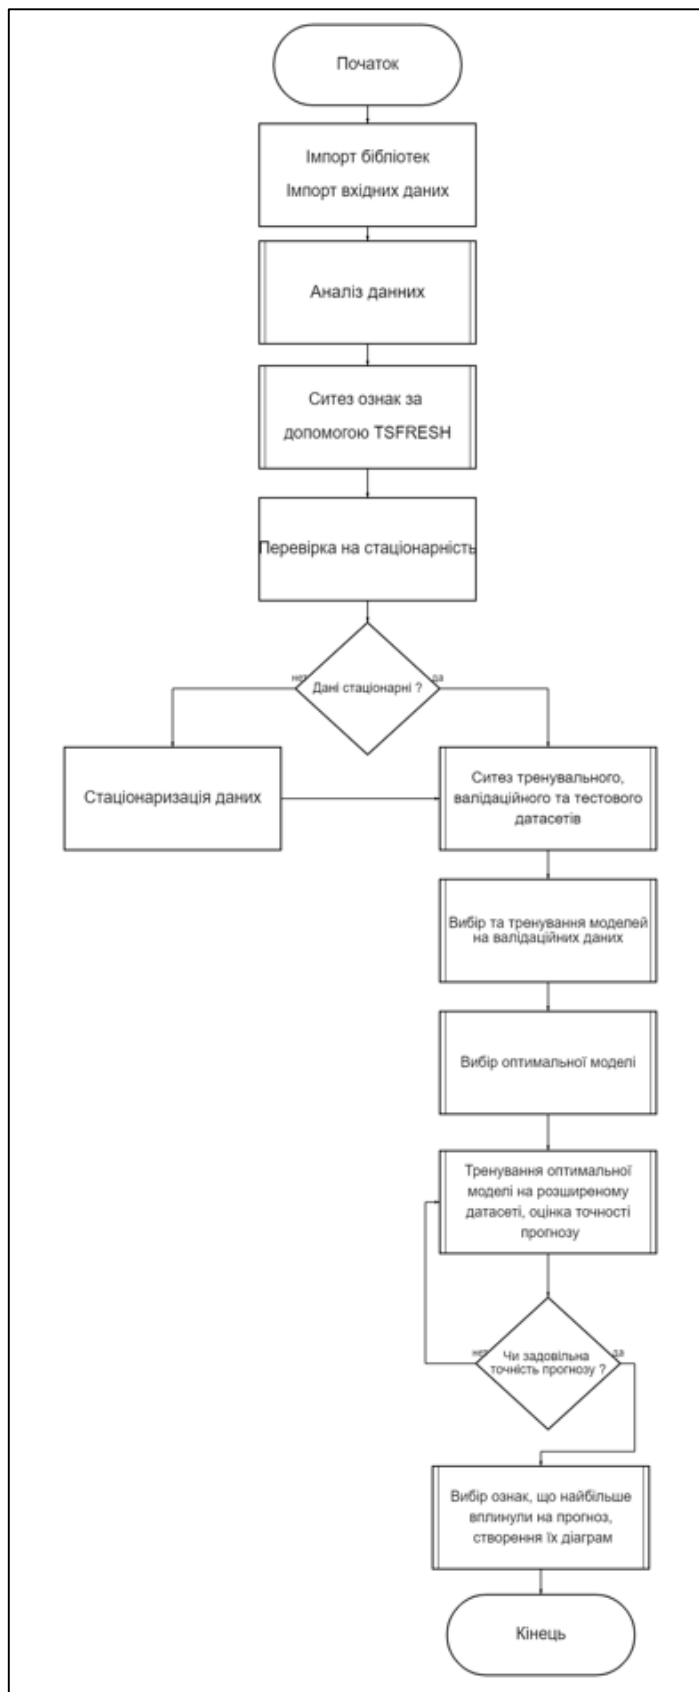 Початок
Імпорт бібліотек
Імпорт вхідних даних
Аналіз данних
Ситез ознак за
допомогою TSFRESH
Перевірка на стаціонарність
нет
Дані стаціонарні ?
да
Стаціонаризація даних
Ситез тренувального,
валідаційного та тестового
датасетів
Вибір та тренування моделей
на валідаційних даних
Вибір оптимальної моделі
Тренування оптимальної
моделі на розширеному
датасеті, оцінка точності
прогнозу
нет
Чи задовільна
точність прогнозу ?
да
Вибір ознак, що найбільше
вплинули на прогноз,
створення їх діаграм
Кінець